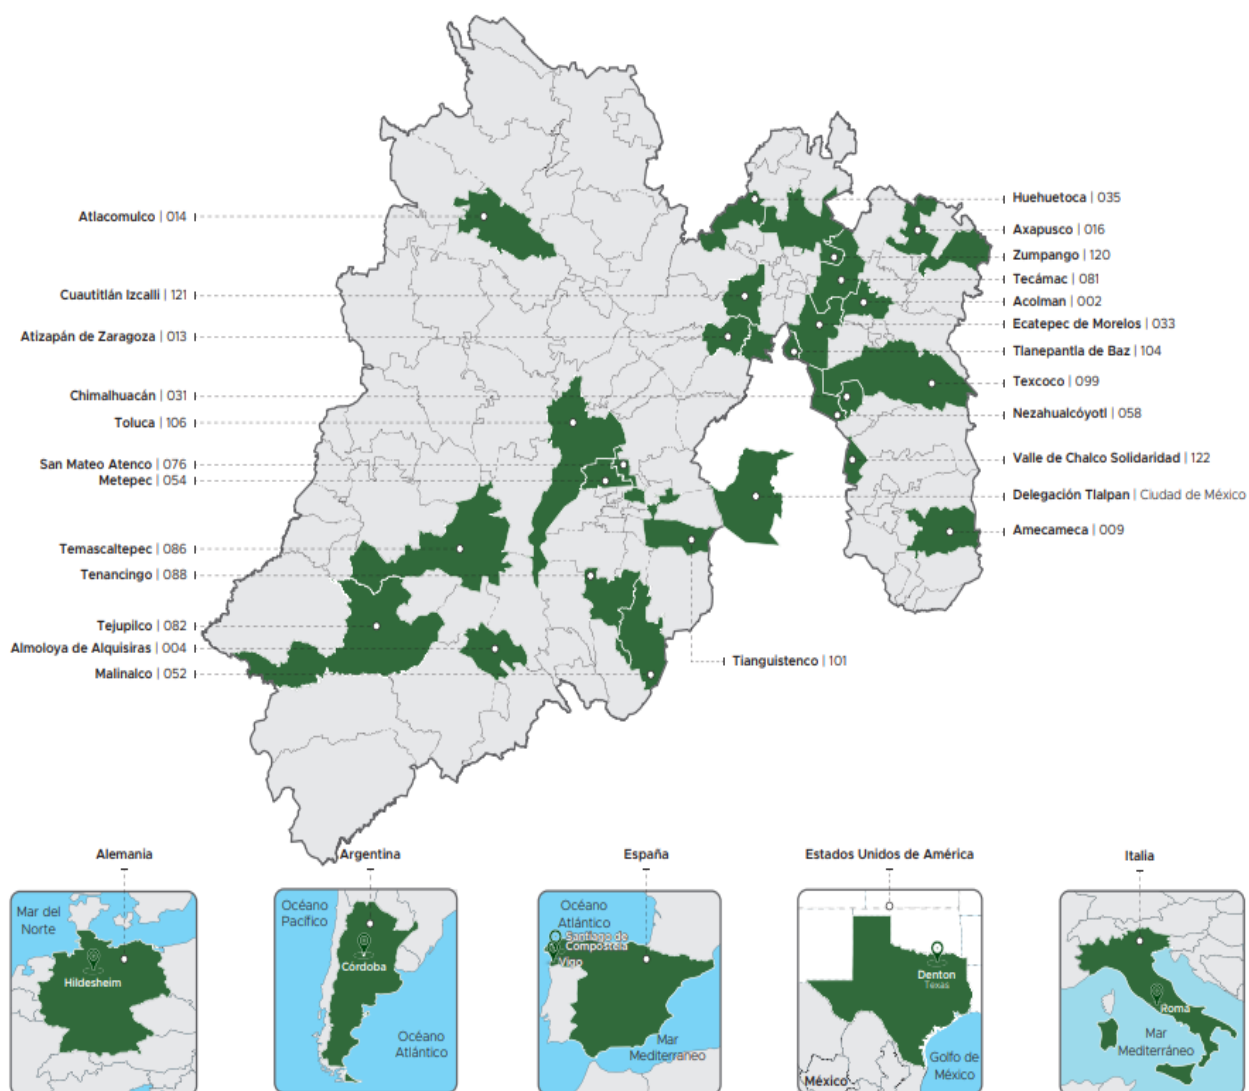 Atlacomulco | 014
Cuautitlán Izcalli | 121
Atizapán de Zaragoza | 013
Chimalhuacán | 031
Toluca | 106
San Mateo Atenco | 076
Metepec | 054
Temascaltepec | 086
Tenancingo | 088
Tejupilco | 082
Almoloya de Alquisiras | 004
Malinalco | 052
Huehuetoca | 035
Axapusco | 016
Zumpango | 120
Tecámac | 081
Acolman | 002
Ecatepec de Morelos | 033
Tlanepantla de Baz | 104
Texcoco | 099
Nezahualcóyotl | 058
Valle de Chalco Solidaridad | 122
Delegación Tlalpan | Ciudad de México
Amecameca | 009
Tianguistenco | 101
Alemania
Mar del
Norte
Hildesheim
Argentina
Océano
Pacífico
Córdoba
Océano
Atlántico
España
Océano
Atlántico
Santiago de
Compostela
Vigo
Mar
Mediterraneo
Estados Unidos de América
Denton
Texas
Golfo de
México
México
Italia
Roma
Mar
Mediterráneo